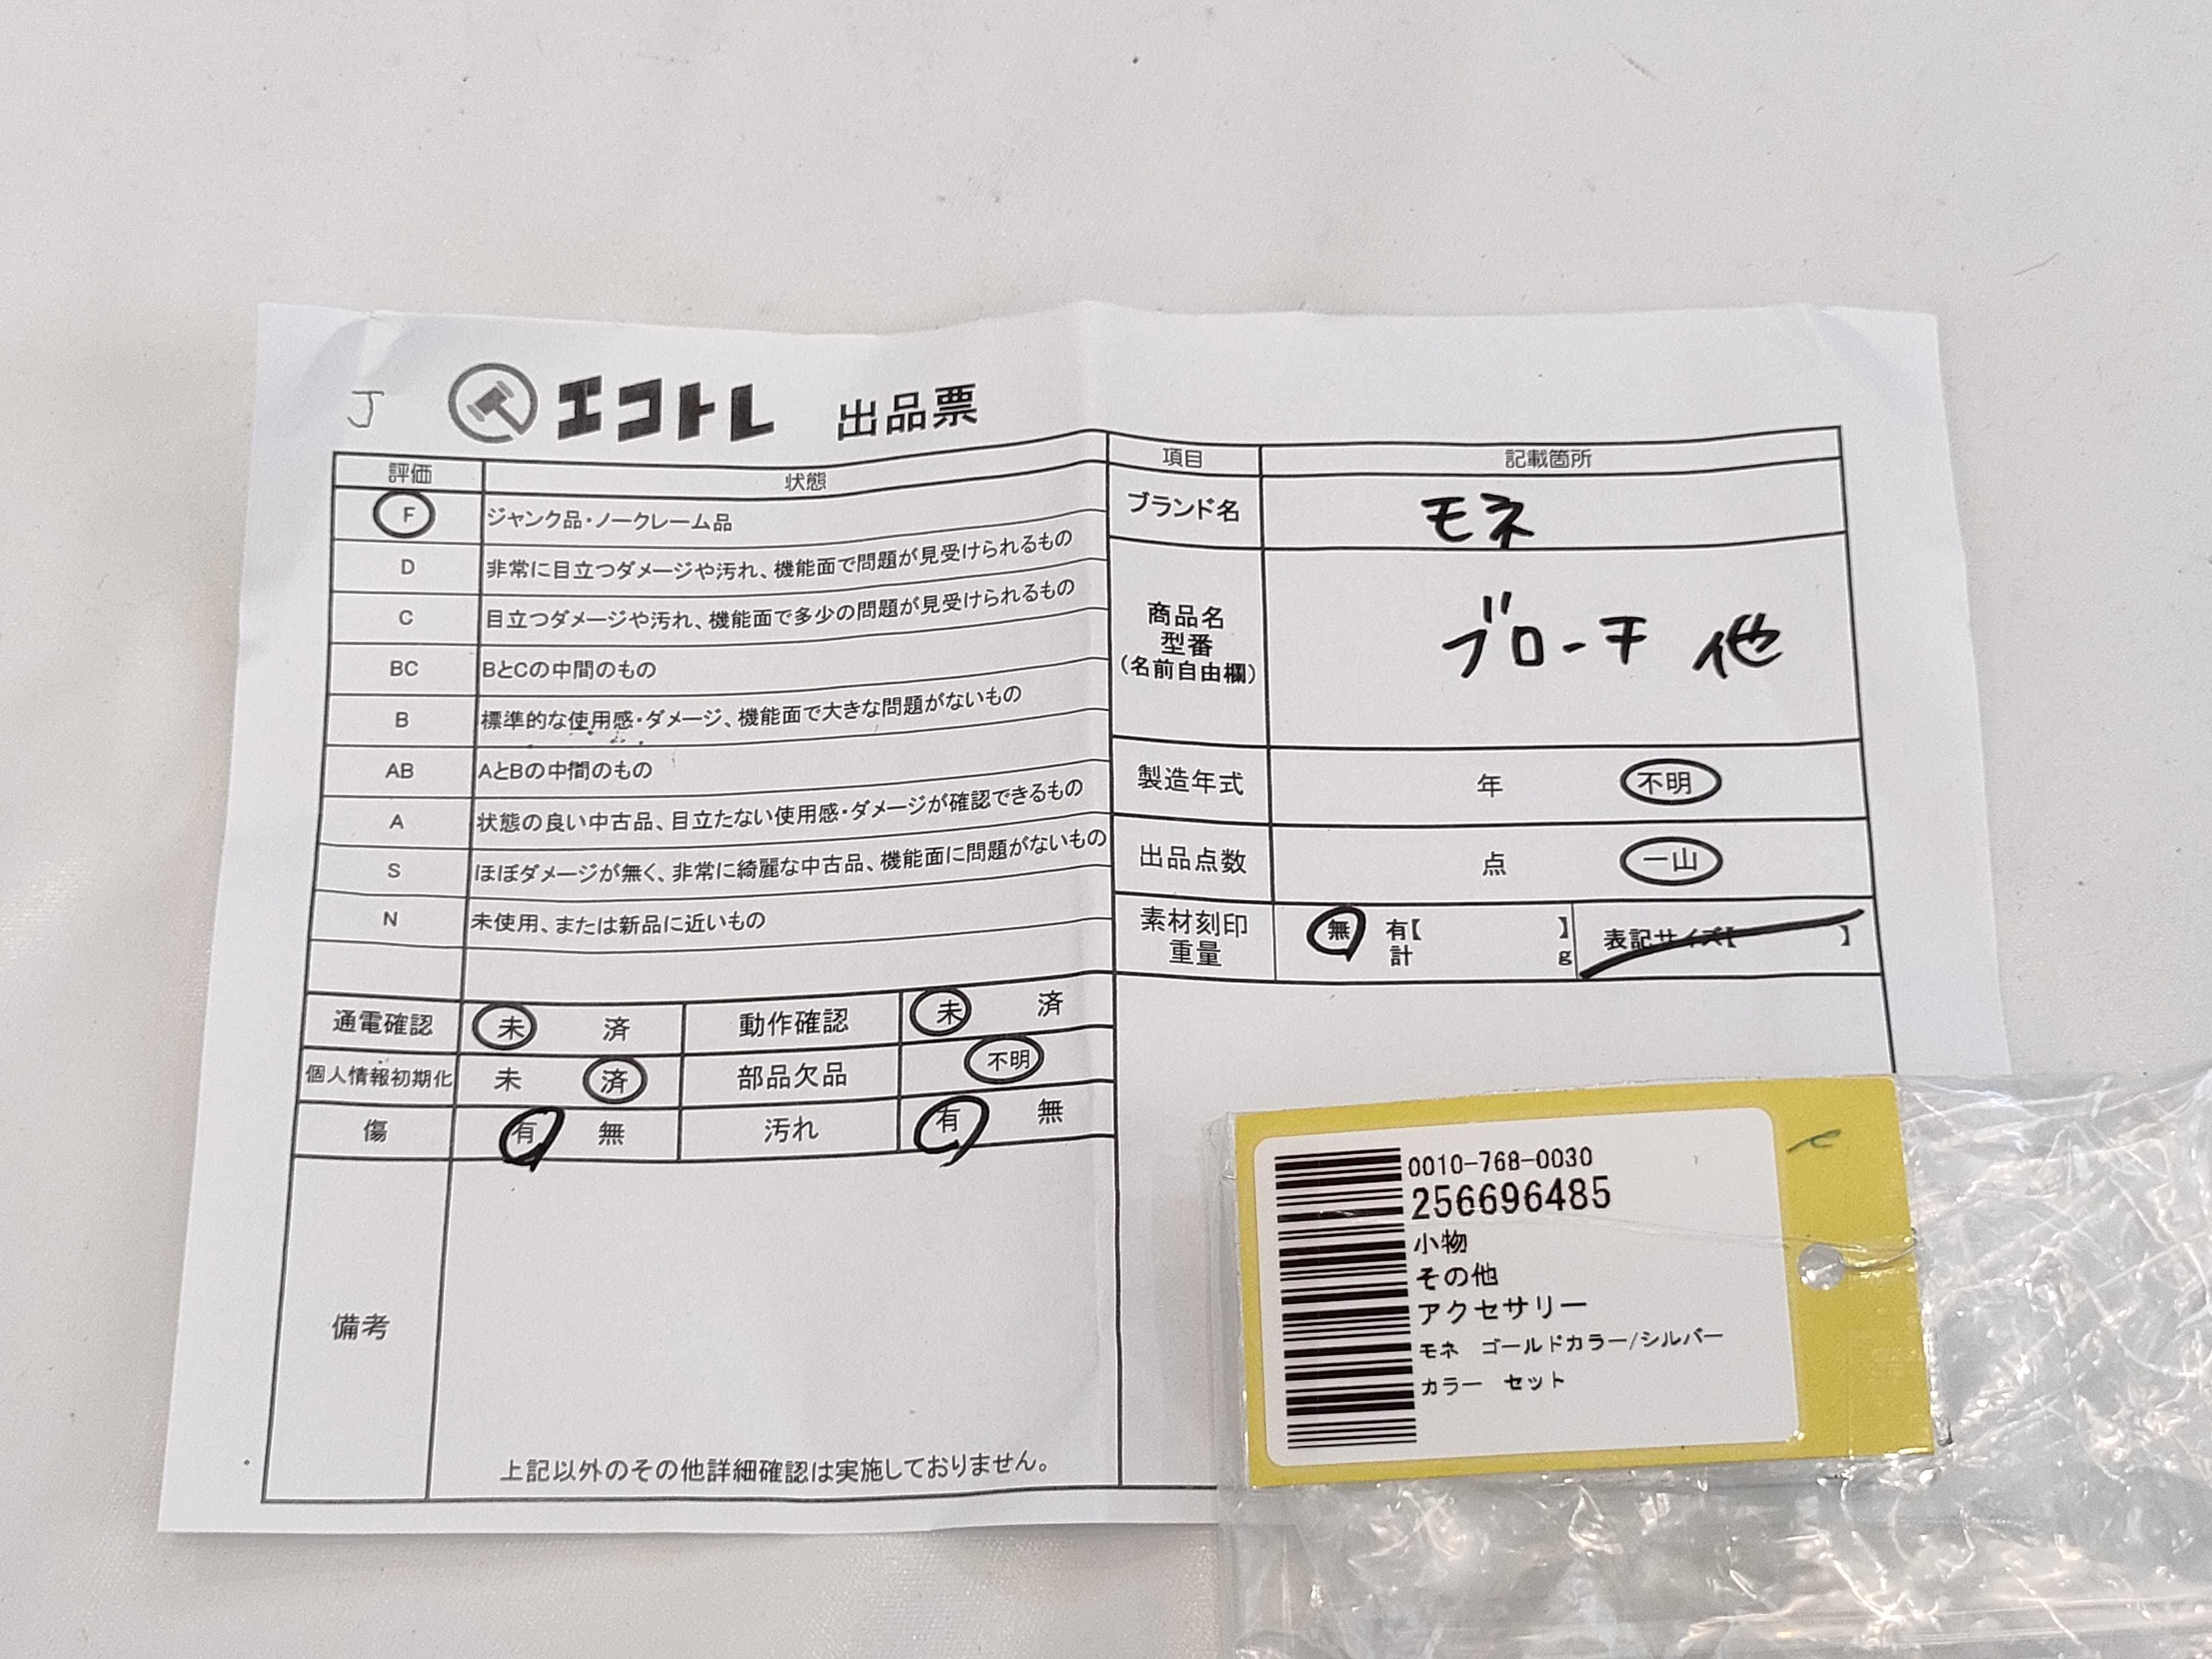 J
エコトレ 出品票
評価 状態
F ジャンク品・ノークレーム品
D 非常に目立つダメージや汚れ、機能面で問題が見受けられるもの
C 目立つダメージや汚れ、機能面で多少の問題が見受けられるもの
BC BとCの中間のもの
B 標準的な使用感・ダメージ、機能面で大きな問題がないもの
AB AとBの中間のもの
A 状態の良い中古品、目立たない使用感・ダメージが確認できるもの
S ほぼダメージが無く、非常に綺麗な中古品、機能面に問題がないもの
N 未使用、または新品に近いもの
通電確認 未 済 動作確認 未 済
個人情報初期化 未 済 部品欠品 不明
傷 有 無 汚れ 有 無
備考
上記以外のその他詳細確認は実施しておりません。
項目 記載箇所
ブランド名 モネ
商品名
型番
(名前自由欄)
ブローチ 他
製造年式 年 不明
出品点数 点 一山
素材刻印 無 有【 】 表記サイズ【 】
重量 計 g
0010-768-0030
256696485
小物
その他
アクセサリー
モネ ゴールドカラー/シルバー
カラー セット